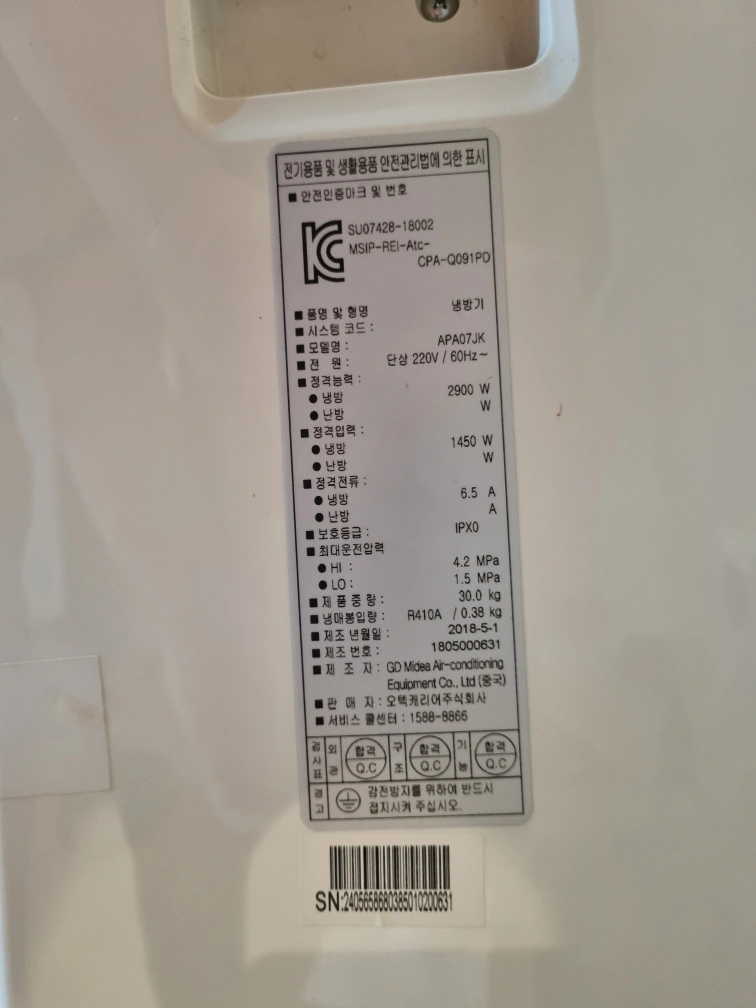 전기용품 및 생활용품 안전관리법에 의한 표시
■ 안전인증마크 및 번호
SU07428-18002
MSIP-REI-Atc-
CPA-Q091PD
■ 품명 및 형명 냉방기
■ 시스템 코드 :
■ 모델명 : APA07JK
■ 전 원 : 단상 220V / 60Hz~
■ 정격능력 :
● 냉방 2900 W
● 난방 W
■ 정격입력 :
● 냉방 1450 W
● 난방 W
■ 정격전류 :
● 냉방 6.5 A
● 난방 A
■ 보호등급 : IPX0
■ 최대운전압력
● HI : 4.2 MPa
● LO : 1.5 MPa
■ 제 품 중 량 : 30.0 kg
■ 냉매봉입량 : R410A / 0.38 kg
■ 제조 년월일 : 2018-5-1
■ 제조 번호 : 1805000631
■ 제 조 자 : GD Midea Air-conditioning
Equipment Co., Ltd (중국)
■ 판 매 자 : 오텍캐리어주식회사
■ 서비스 콜센터 : 1588-8866
검사표 외관 합격 Q.C 구조 합격 Q.C 기능 합격 Q.C
경고 감전방지를 위하여 반드시
접지시켜 주십시오.
SN:2405658680385010200631